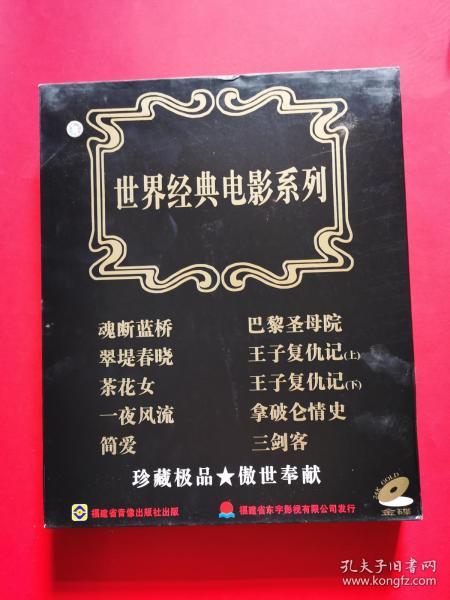 世界经典电影系列
魂断蓝桥
翠堤春晓
茶花女
一夜风流
简爱
巴黎圣母院
王子复仇记(上)
王子复仇记(下)
拿破仑情史
三剑客
珍藏极品★傲世奉献
24K GOLD
金碟
福建省音像出版社出版
福建省东宇影视有限公司发行
孔夫子旧书网
kongfz.com